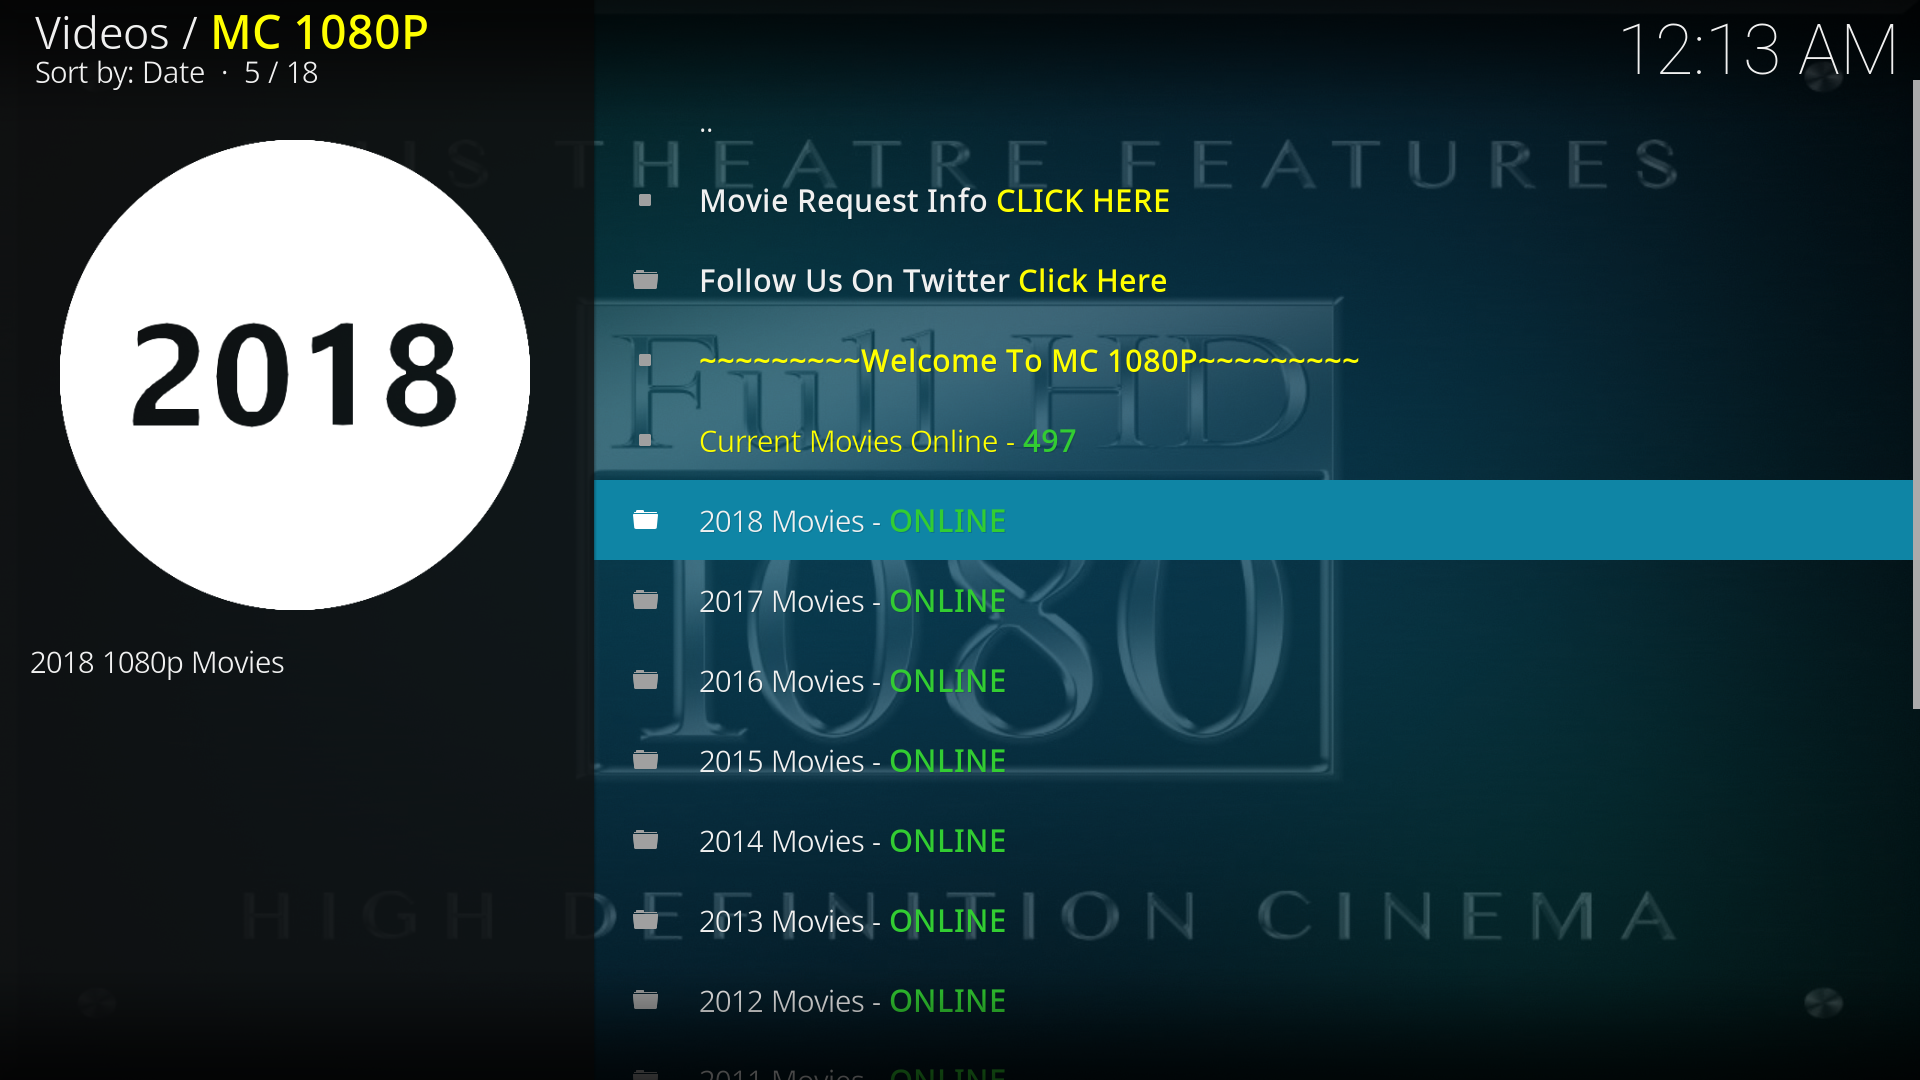 Videos / MC 1080P
Sort by: Date · 5 / 18
12:13 AM
2018
2018 1080p Movies
..
THEATRE FEATURES
Movie Request Info CLICK HERE
Follow Us On Twitter Click Here
~~~~~~~~~Welcome To MC 1080P~~~~~~~~~
Full HD
Current Movies Online - 497
2018 Movies - ONLINE
1080
2017 Movies - ONLINE
2016 Movies - ONLINE
2015 Movies - ONLINE
2014 Movies - ONLINE
HIGH DEFINITION CINEMA
2013 Movies - ONLINE
2012 Movies - ONLINE
2011 Movies - ONLINE